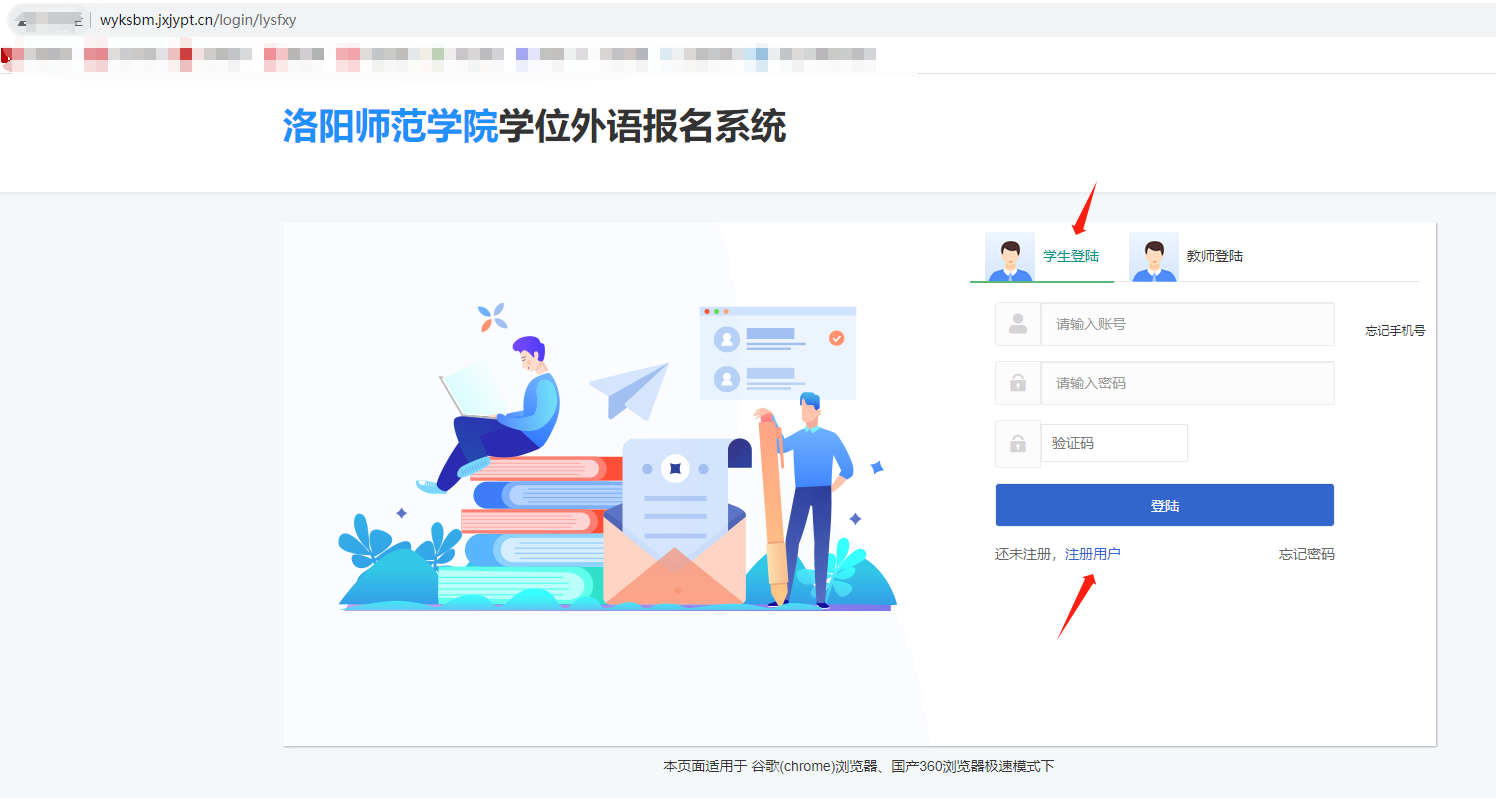 wyksbm.jxjypt.cn/login/lysfxy
洛阳师范学院学位外语报名系统
学生登陆
教师登陆
请输入账号
忘记手机号
请输入密码
验证码
登陆
还未注册，注册用户
忘记密码
本页面适用于 谷歌(chrome)浏览器、国产360浏览器极速模式下